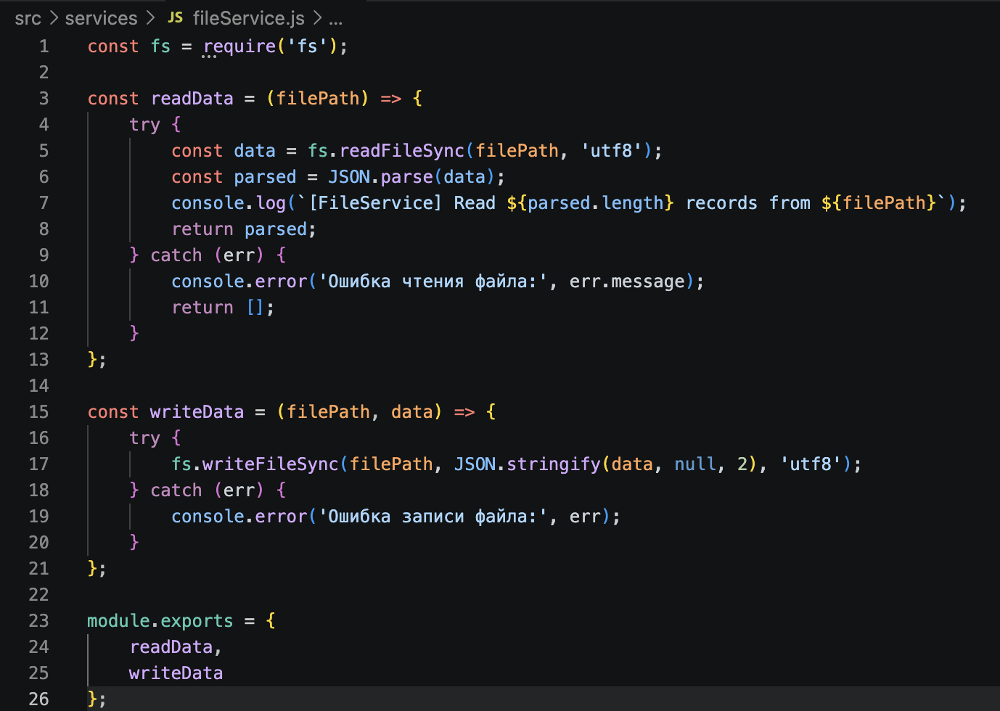 src > services > JS fileService.js > ...
1 const fs = require('fs');
2
3 const readData = (filePath) => {
4     try {
5         const data = fs.readFileSync(filePath, 'utf8');
6         const parsed = JSON.parse(data);
7         console.log(`[FileService] Read ${parsed.length} records from ${filePath}`);
8         return parsed;
9     } catch (err) {
10         console.error('Ошибка чтения файла:', err.message);
11         return [];
12     }
13 };
14
15 const writeData = (filePath, data) => {
16     try {
17         fs.writeFileSync(filePath, JSON.stringify(data, null, 2), 'utf8');
18     } catch (err) {
19         console.error('Ошибка записи файла:', err);
20     }
21 };
22
23 module.exports = {
24     readData,
25     writeData
26 };